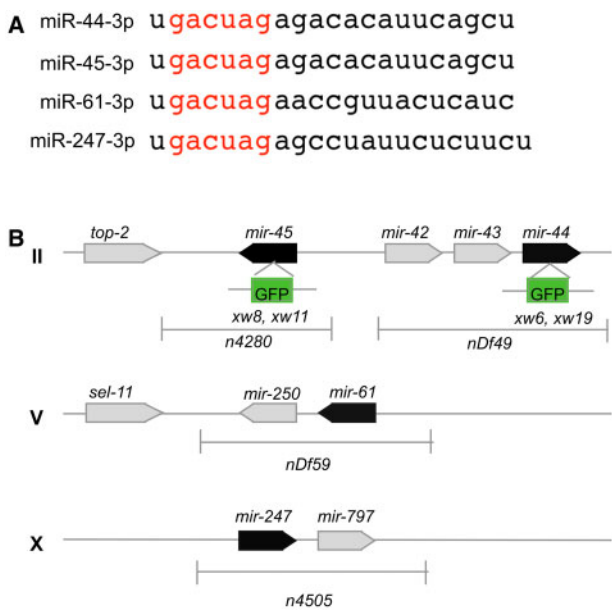 A
miR-44-3p ugacuagagacacauucagcu
miR-45-3p ugacuagagacacauucagcu
miR-61-3p ugacuagaaccguuacucauc
miR-247-3p ugacuagagccuauucucuucu
B
II
top-2 mir-45 mir-42 mir-43 mir-44
GFP GFP
xw8, xw11 xw6, xw19
n4280 nDf49
V
sel-11 mir-250 mir-61
nDf59
X
mir-247 mir-797
n4505